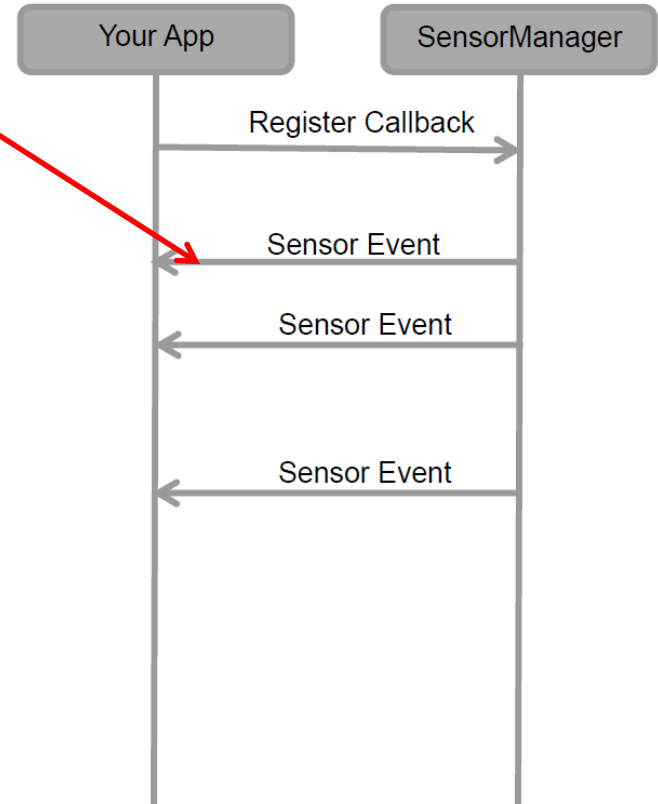 Your App
SensorManager
Register Callback
Sensor Event
Sensor Event
Sensor Event